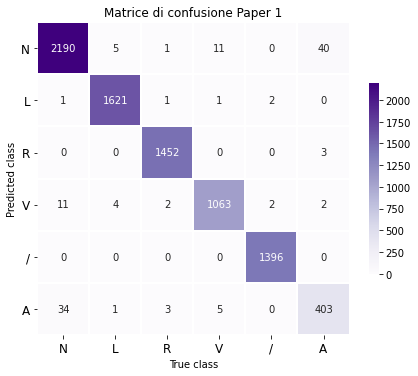 Matrice di confusione Paper 1
Predicted class
N 2190 5 1 11 0 40
L 1 1621 1 1 2 0
R 0 0 1452 0 0 3
V 11 4 2 1063 2 2
/ 0 0 0 0 1396 0
A 34 1 3 5 0 403
N L R V / A
True class
2000
1750
1500
1250
1000
750
500
250
0